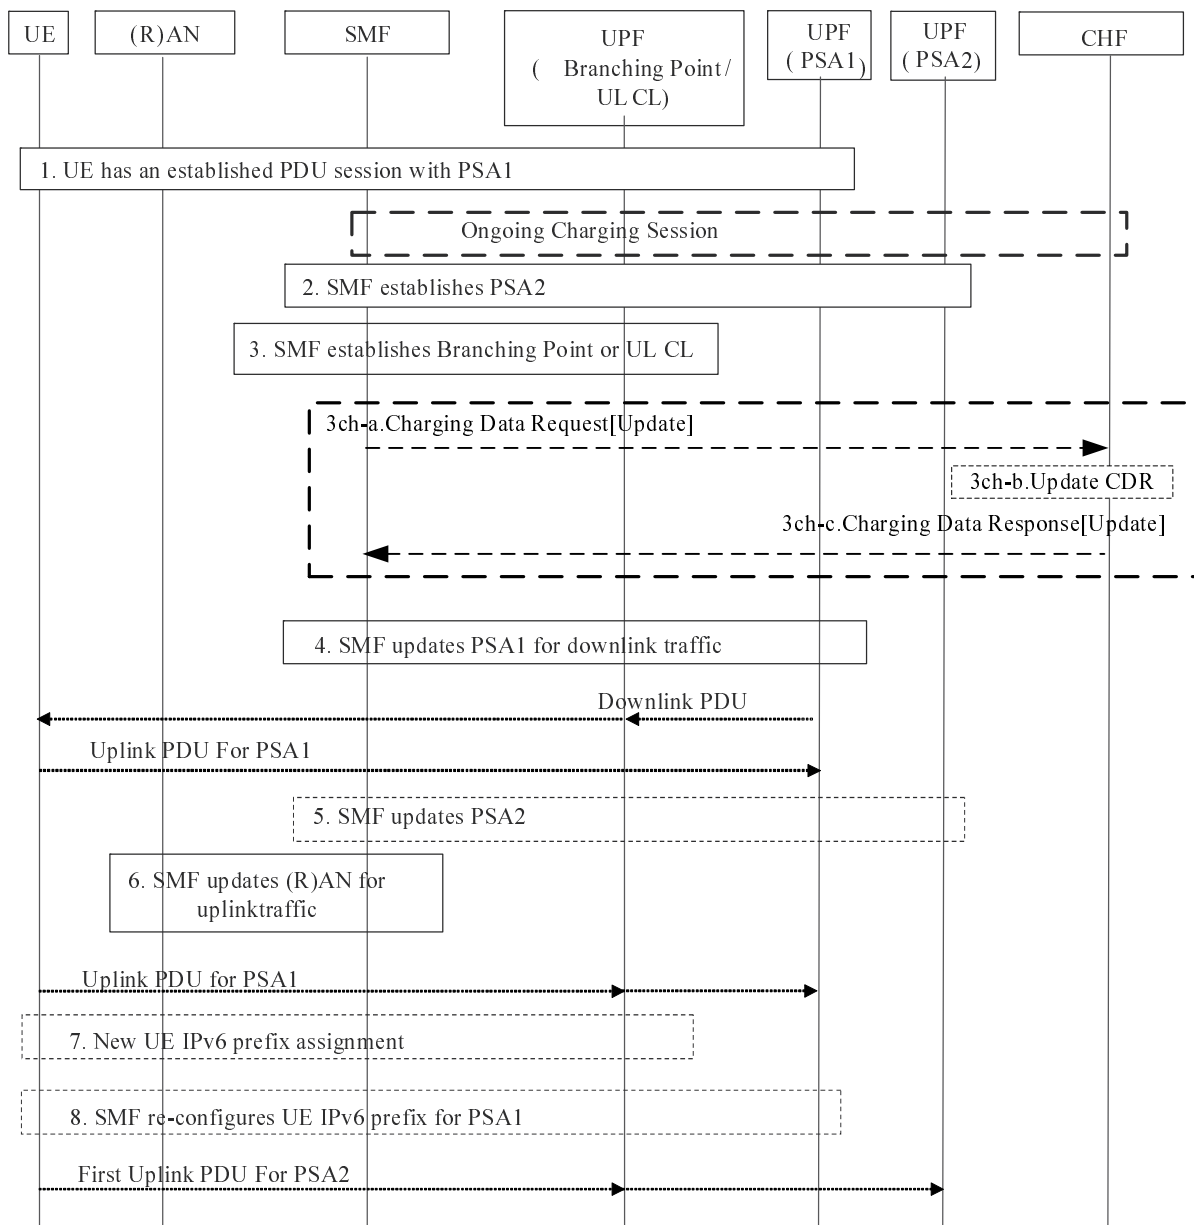 UE
(R)AN
SMF
UPF
( Branching Point/
UL CL)
UPF
( PSA1)
UPF
( PSA2)
CHF
1. UE has an established PDU session with PSA1
Ongoing Charging Session
2. SMF establishes PSA2
3. SMF establishes Branching Point or UL CL
3ch-a.Charging Data Request[Update]
3ch-b.Update CDR
3ch-c.Charging Data Response[Update]
4. SMF updates PSA1 for downlink traffic
Downlink PDU
Uplink PDU For PSA1
5. SMF updates PSA2
6. SMF updates (R)AN for
uplinktraffic
Uplink PDU for PSA1
7. New UE IPv6 prefix assignment
8. SMF re-configures UE IPv6 prefix for PSA1
First Uplink PDU For PSA2